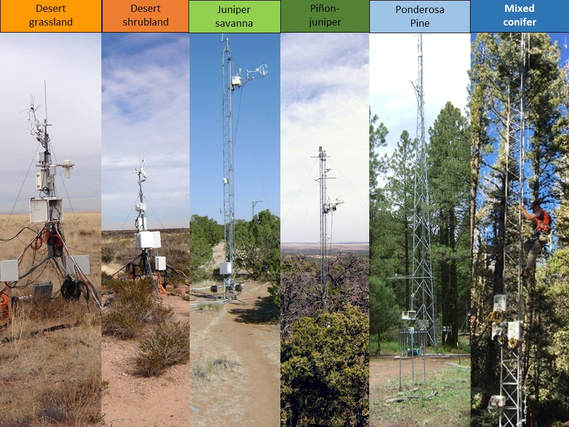 Desert
grassland
Desert
shrubland
Juniper
savanna
Piñon-
juniper
Ponderosa
Pine
Mixed
conifer